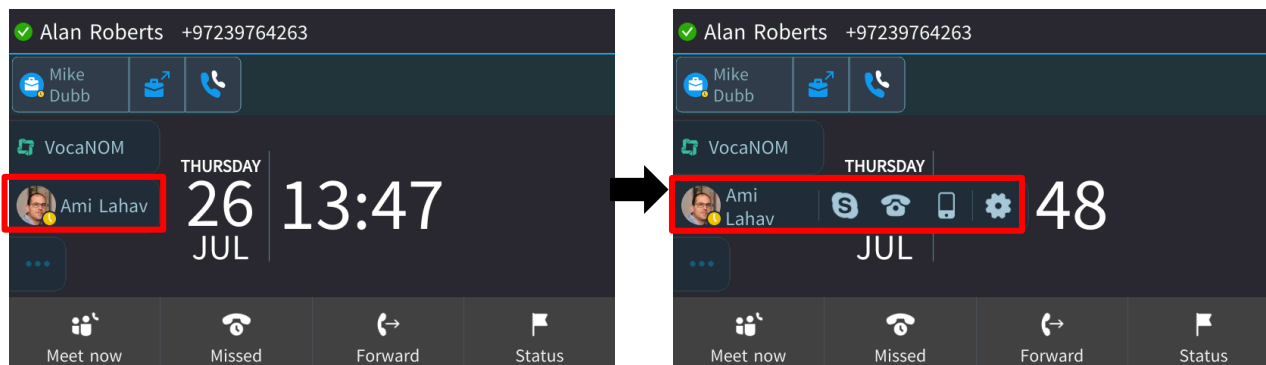 Alan Roberts +97239764263
Mike
Dubb
VocaNOM
Ami Lahav
...
THURSDAY
26
JUL
13:47
Meet now
Missed
Forward
Status
Alan Roberts +97239764263
Mike
Dubb
VocaNOM
THURSDAY
Ami
Lahav
48
JUL
...
Meet now
Missed
Forward
Status